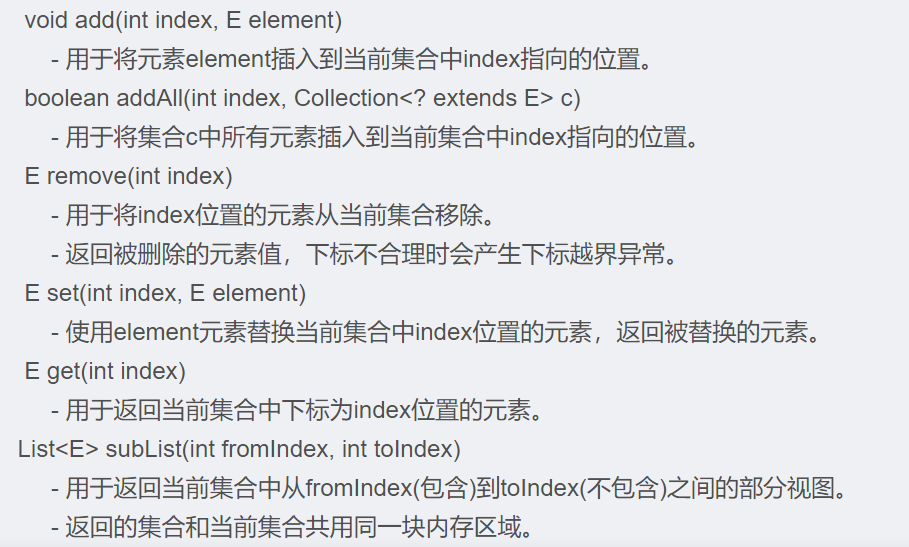 void add(int index, E element)
- 用于将元素element插入到当前集合中index指向的位置。
boolean addAll(int index, Collection<? extends E> c)
- 用于将集合c中所有元素插入到当前集合中index指向的位置。
E remove(int index)
- 用于将index位置的元素从当前集合移除。
- 返回被删除的元素值，下标不合理时会产生下标越界异常。
E set(int index, E element)
- 使用element元素替换当前集合中index位置的元素，返回被替换的元素。
E get(int index)
- 用于返回当前集合中下标为index位置的元素。
List<E> subList(int fromIndex, int toIndex)
- 用于返回当前集合中从fromIndex(包含)到toIndex(不包含)之间的部分视图。
- 返回的集合和当前集合共用同一块内存区域。